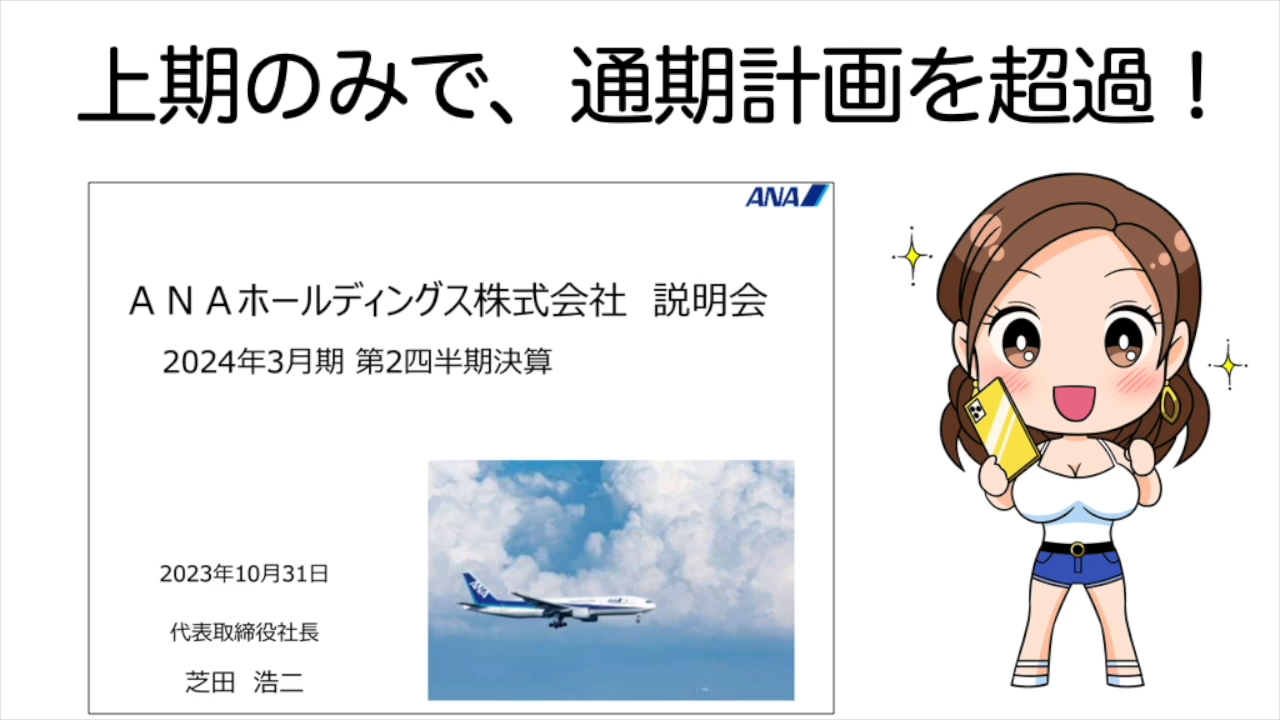 上期のみで、通期計画を超過！
ANA
ＡＮＡホールディングス株式会社　説明会
2024年3月期 第2四半期決算
2023年10月31日
代表取締役社長
芝田　浩二
ANA